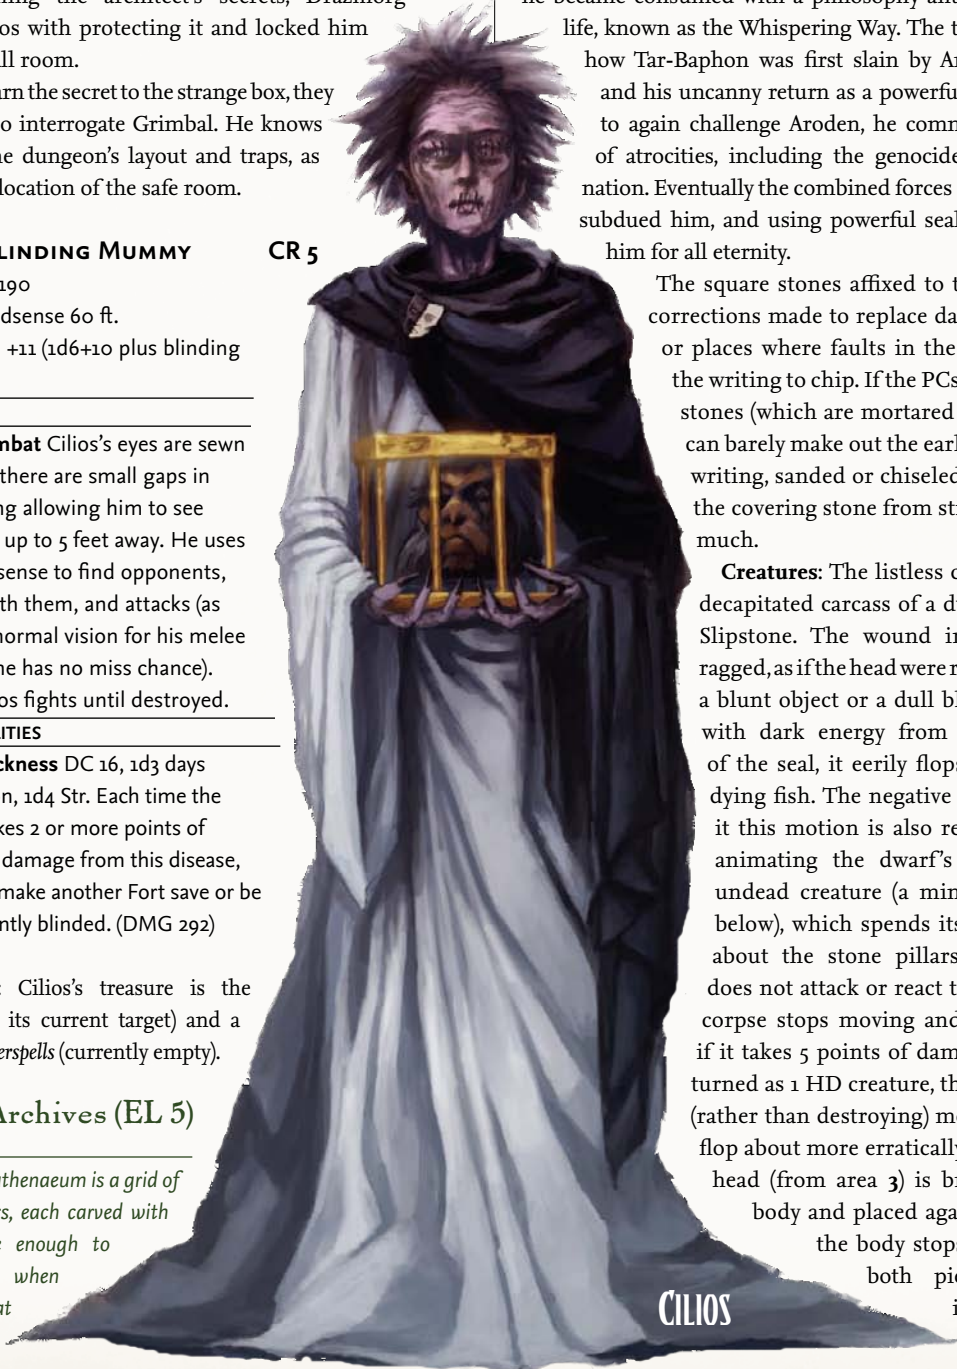 the architect's secrets, Drazmorg
os with protecting it and locked him
ll room.
rn the secret to the strange box, they
o interrogate Grimbal. He knows
e dungeon's layout and traps, as
location of the safe room.
linding Mummy CR 5
190
dsense 60 ft.
+11 (1d6+10 plus blinding
mbat Cilios's eyes are sewn
there are small gaps in
ng allowing him to see
up to 5 feet away. He uses
sense to find opponents,
th them, and attacks (as
normal vision for his melee
ne has no miss chance).
os fights until destroyed.
ITIES
ckness DC 16, 1d3 days
n, 1d4 Str. Each time the
kes 2 or more points of
damage from this disease,
make another Fort save or be
ntly blinded. (DMG 292)
: Cilios's treasure is the
its current target) and a
erspells (currently empty).
Archives (EL 5)
thenaeum is a grid of
s, each carved with
e enough to
when
at
he became consumed with a philosophy
life, known as the Whispering Way. The t
how Tar-Baphon was first slain by Ar
and his uncanny return as a powerfu
to again challenge Aroden, he comm
of atrocities, including the genocide
nation. Eventually the combined forces
subdued him, and using powerful seal
him for all eternity.
The square stones affixed to t
corrections made to replace da
or places where faults in the
the writing to chip. If the PCs
stones (which are mortared
can barely make out the earl
writing, sanded or chiseled
the covering stone from sti
much.
Creatures: The listless c
decapitated carcass of a d
Slipstone. The wound i
ragged, as if the head were r
a blunt object or a dull bl
with dark energy from
of the seal, it eerily flops
dying fish. The negative
it this motion is also re
animating the dwarf's
undead creature (a min
below), which spends its
about the stone pillars
does not attack or react t
corpse stops moving and
if it takes 5 points of dam
turned as 1 HD creature, th
(rather than destroying) m
flop about more erratically
head (from area 3) is b
body and placed aga
the body stops
both pie
i
Cilios